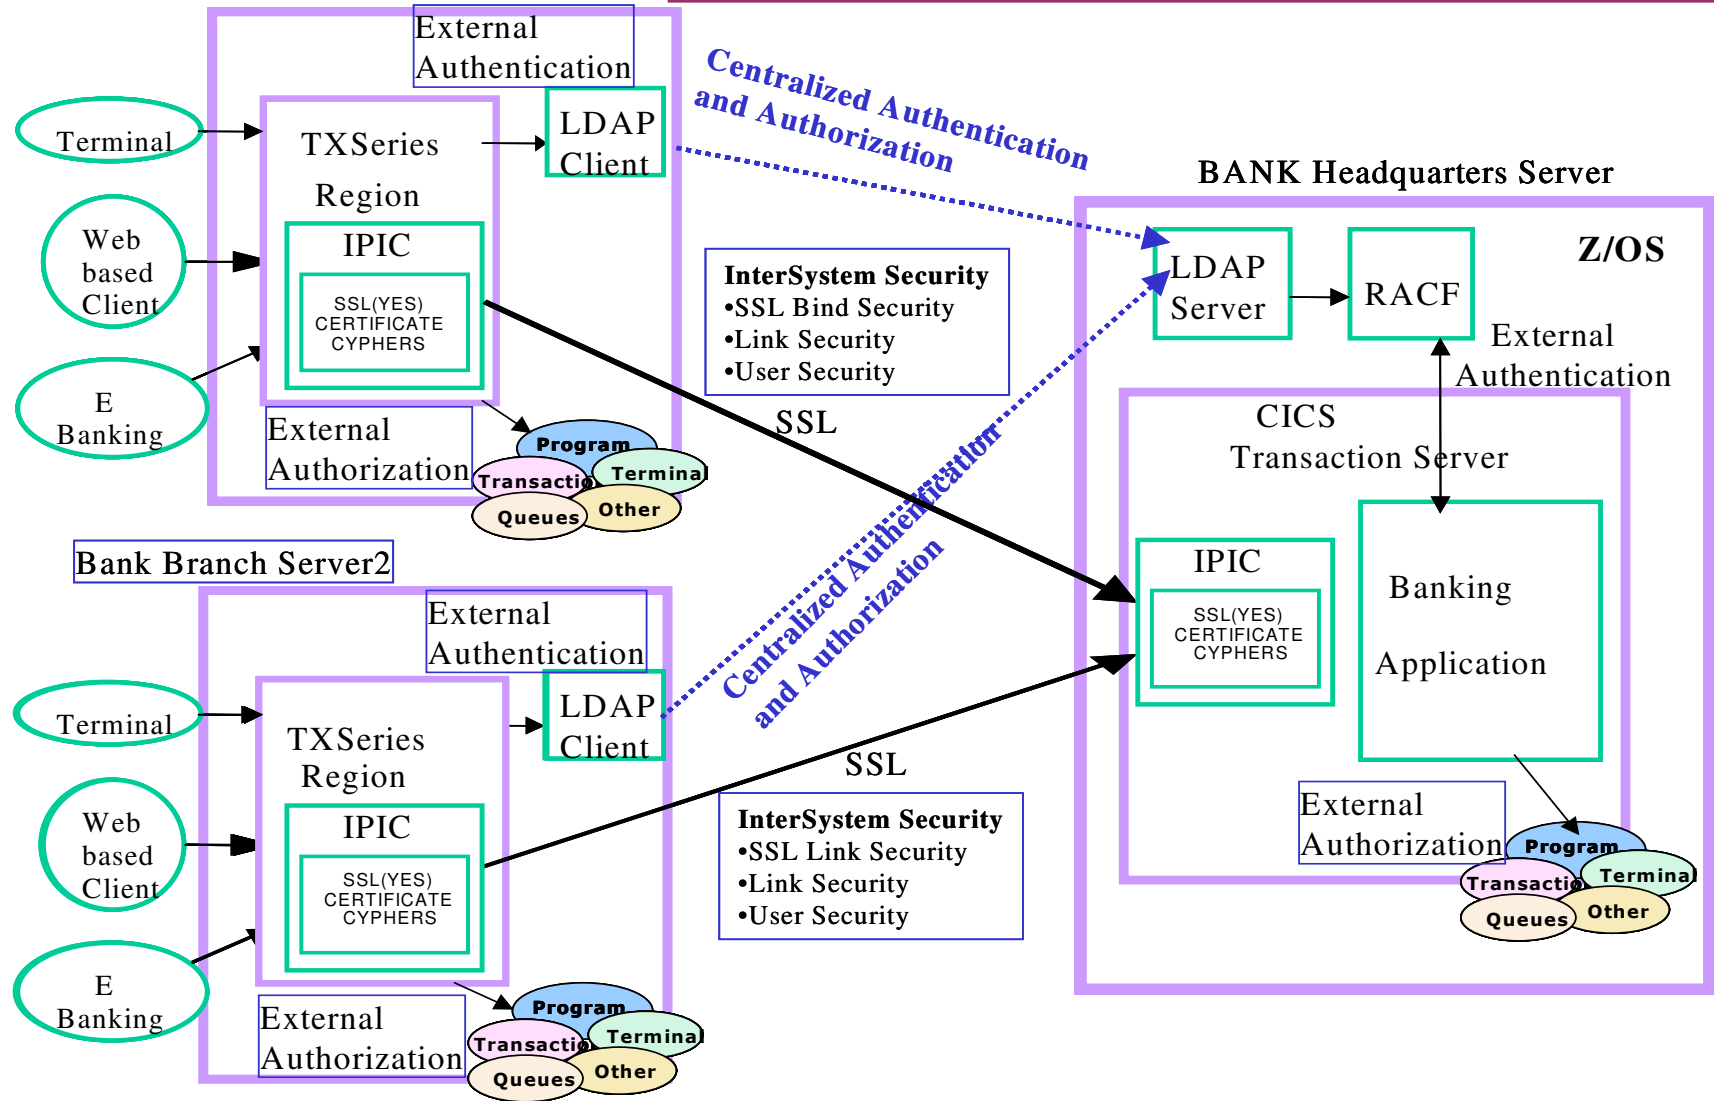 External
Authentication
Terminal
TXSeries
Region
LDAP
Client
Web
based
Client
IPIC
SSL(YES)
CERTIFICATE
CYPHERS
E
Banking
External
Authorization
Program
Transactio
Terminal
Queues
Other
Centralized Authentication
and Authorization
InterSystem Security
•SSL Bind Security
•Link Security
•User Security
SSL
BANK Headquarters Server
Z/OS
LDAP
Server
RACF
External
Authentication
CICS
Transaction Server
IPIC
SSL(YES)
CERTIFICATE
CYPHERS
Banking
Application
External
Authorization
Program
Transactio
Terminal
Queues
Other
Bank Branch Server2
External
Authentication
Terminal
TXSeries
Region
LDAP
Client
Web
based
Client
IPIC
SSL(YES)
CERTIFICATE
CYPHERS
E
Banking
External
Authorization
Program
Transactio
Terminal
Queues
Other
Centralized Authentication
and Authorization
SSL
InterSystem Security
•SSL Link Security
•Link Security
•User Security